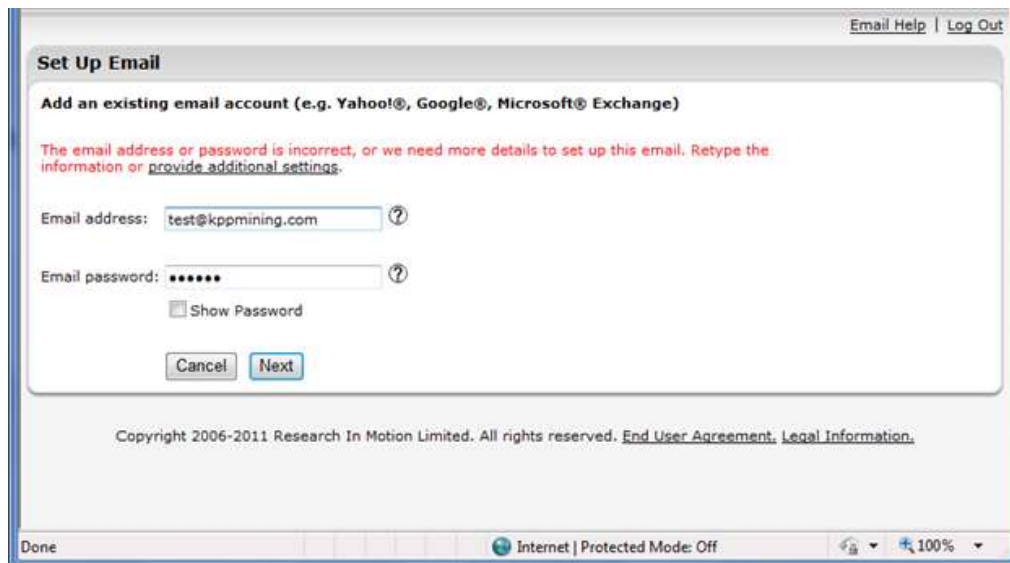 Email Help | Log Out
Set Up Email
Add an existing email account (e.g. Yahoo!®, Google®, Microsoft® Exchange)
The email address or password is incorrect, or we need more details to set up this email. Retype the
information or provide additional settings.
Email address: test@kppmining.com ?
Email password: •••••• ?
Show Password
Cancel Next
Copyright 2006-2011 Research In Motion Limited. All rights reserved. End User Agreement. Legal Information.
Done Internet | Protected Mode: Off 100%